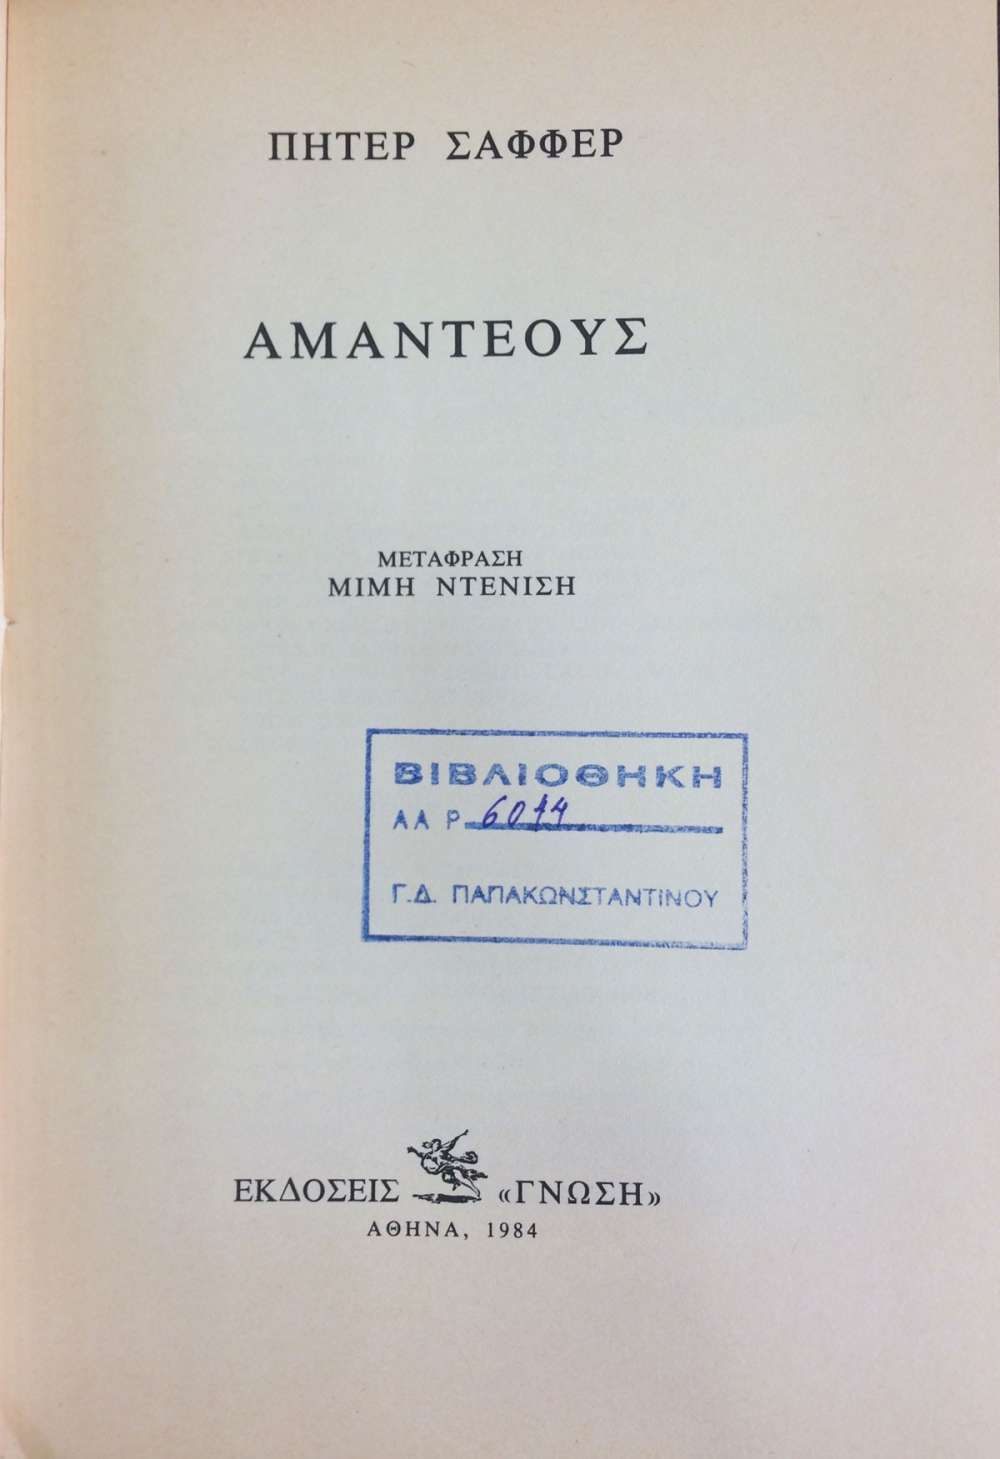 ΠΗΤΕΡ ΣΑΦΦΕΡ
ΑΜΑΝΤΕΟΥΣ
ΜΕΤΑΦΡΑΣΗ
ΜΙΜΗ ΝΤΕΝΙΣΗ
ΒΙΒΛΙΟΘΗΚΗ
ΑΑ Ρ 6014
Γ.Δ. ΠΑΠΑΚΩΝΣΤΑΝΤΙΝΟΥ
ΕΚΔΟΣΕΙΣ «ΓΝΩΣΗ»
ΑΘΗΝΑ, 1984